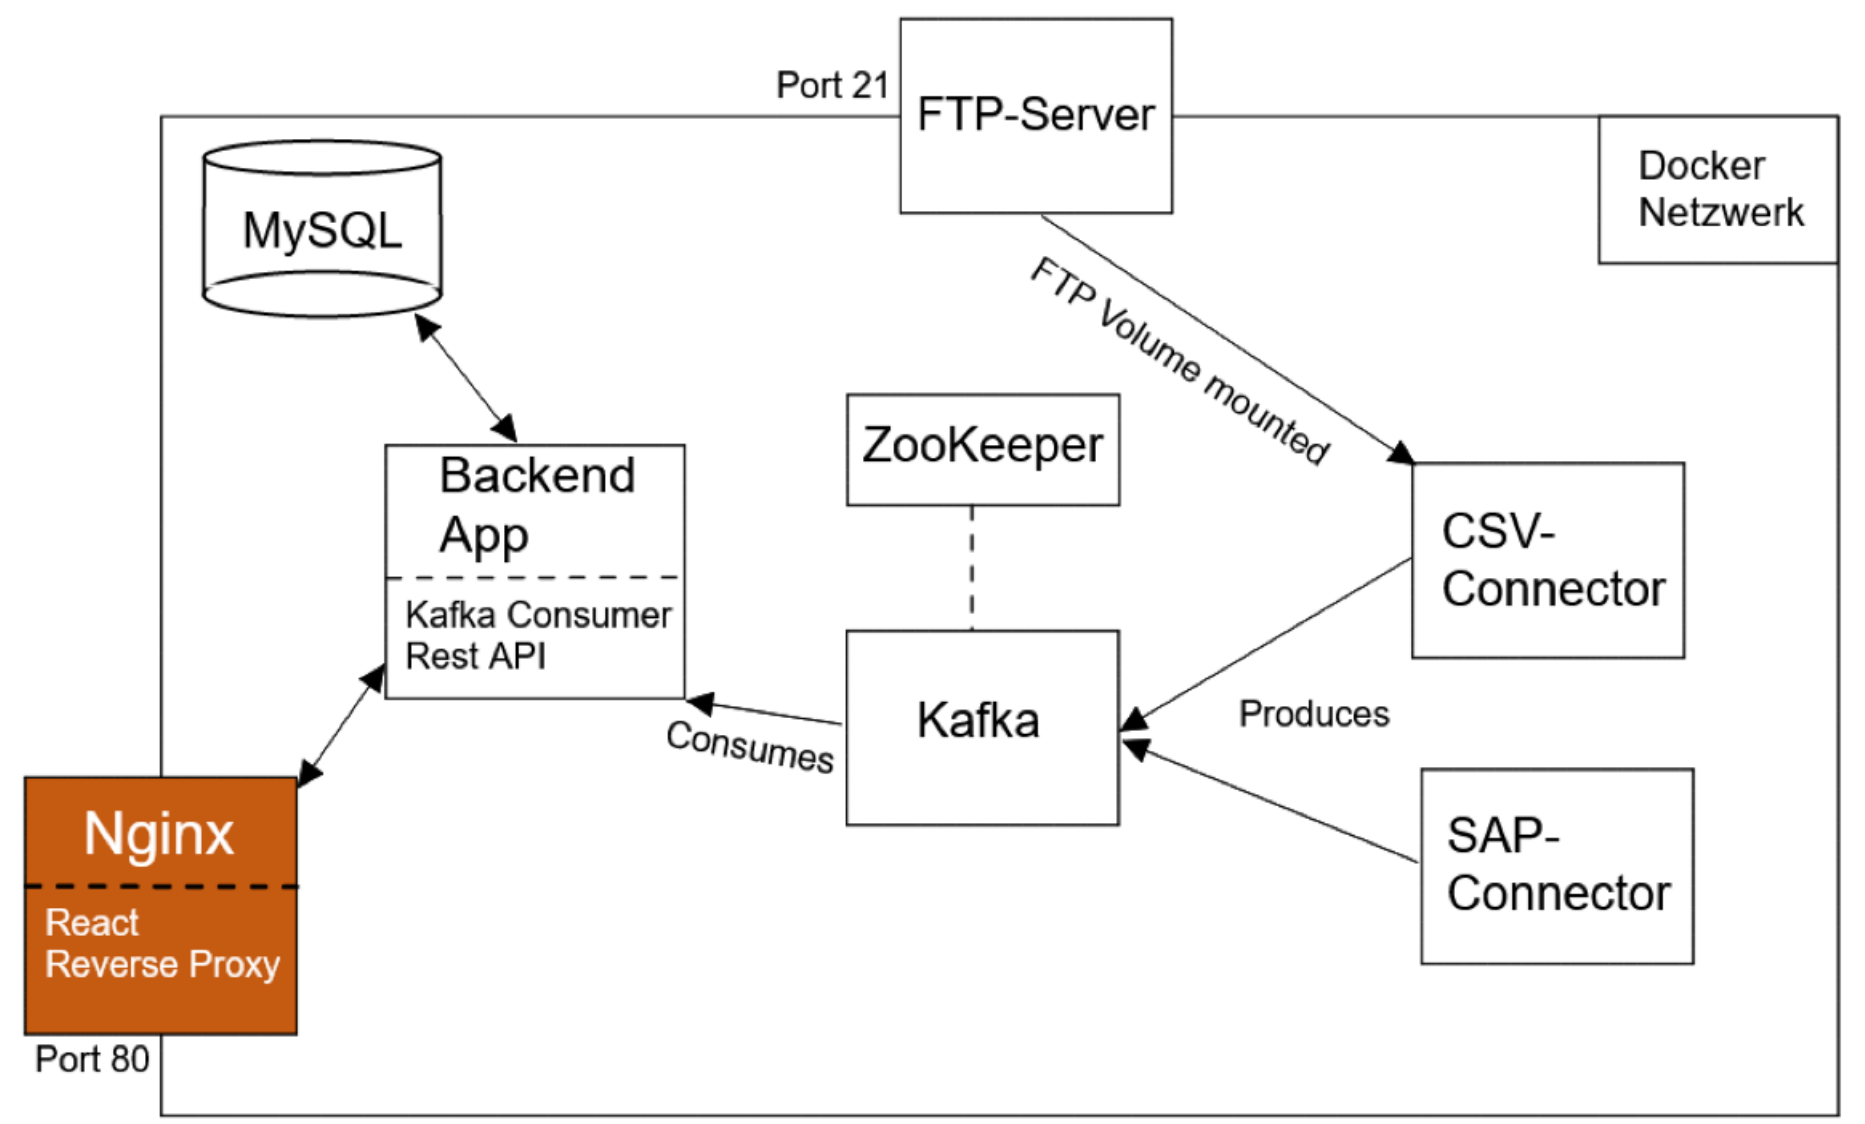 Port 21
FTP-Server
Docker
Netzwerk
MySQL
FTP Volume mounted
ZooKeeper
Backend
App
Kafka Consumer
Rest API
CSV-
Connector
Kafka
Consumes
Produces
SAP-
Connector
Nginx
React
Reverse Proxy
Port 80